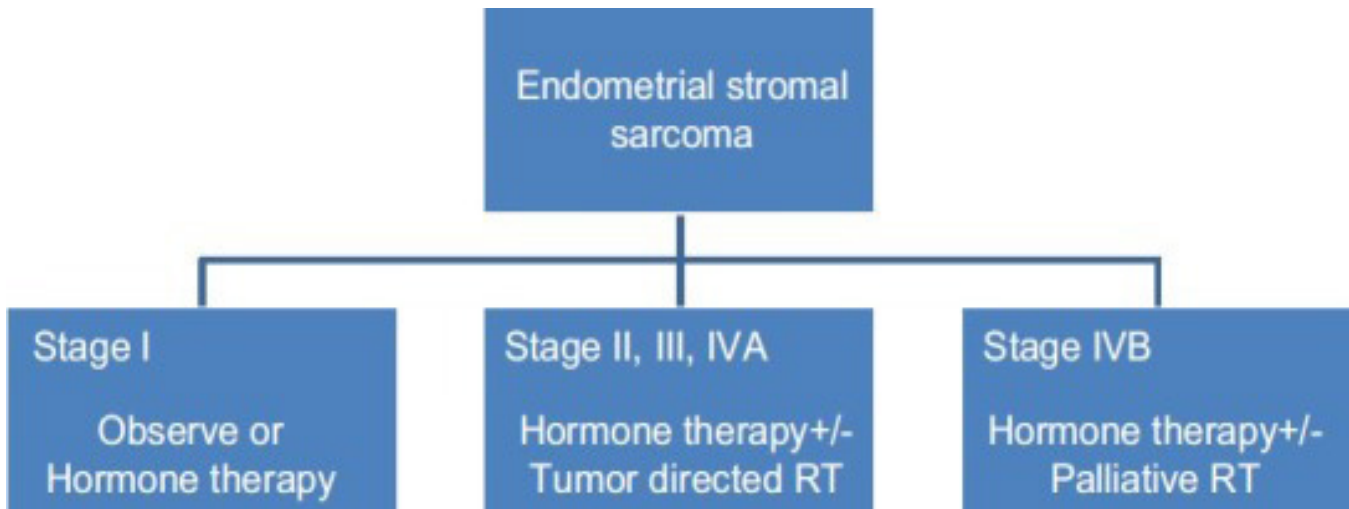 Endometrial stromal
sarcoma
Stage I
Observe or
Hormone therapy
Stage II, III, IVA
Hormone therapy+/-
Tumor directed RT
Stage IVB
Hormone therapy+/-
Palliative RT